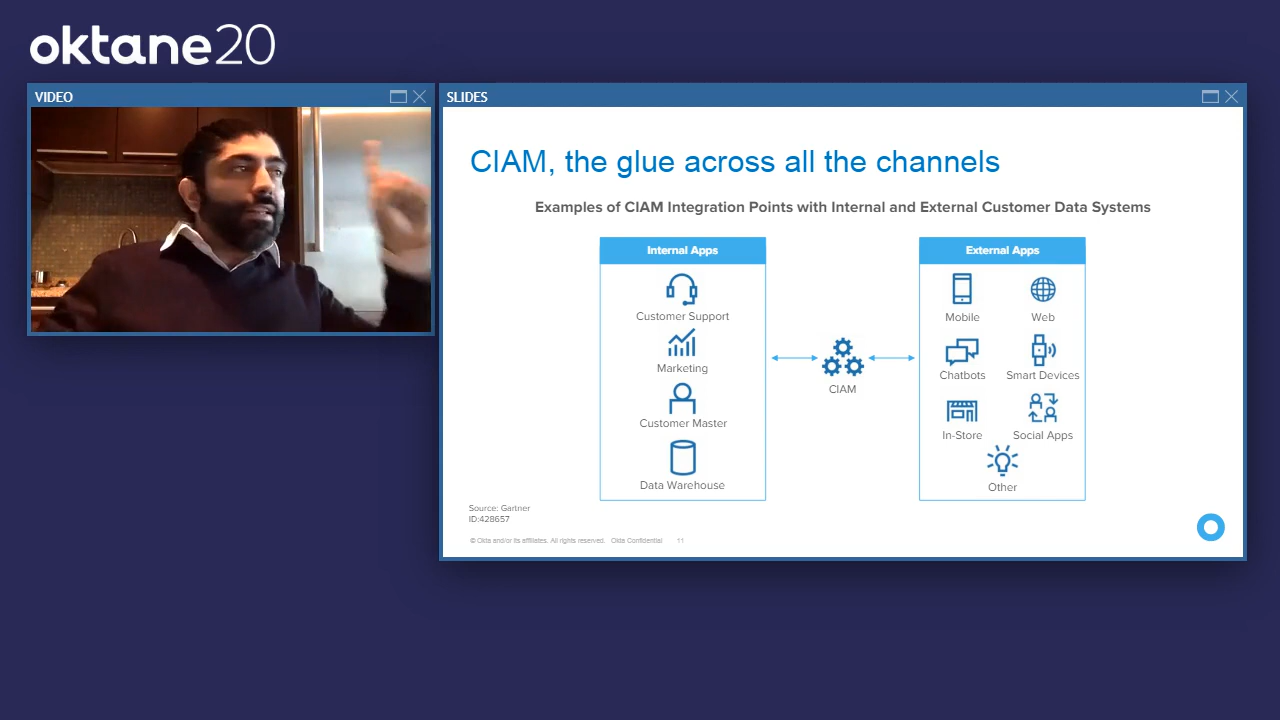 oktane20
VIDEO
SLIDES
CIAM, the glue across all the channels
Examples of CIAM Integration Points with Internal and External Customer Data Systems
Internal Apps
Customer Support
Marketing
Customer Master
Data Warehouse
CIAM
External Apps
Mobile Web
Chatbots Smart Devices
In-Store Social Apps
Other
Source: Gartner
ID:428657
© Okta and/or its affiliates. All rights reserved. Okta Confidential 11